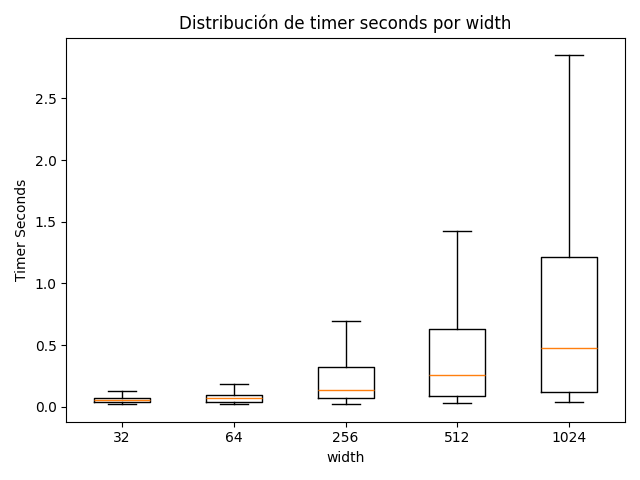 Distribución de timer seconds por width
Timer Seconds
2.5
2.0
1.5
1.0
0.5
0.0
32 64 256 512 1024
width